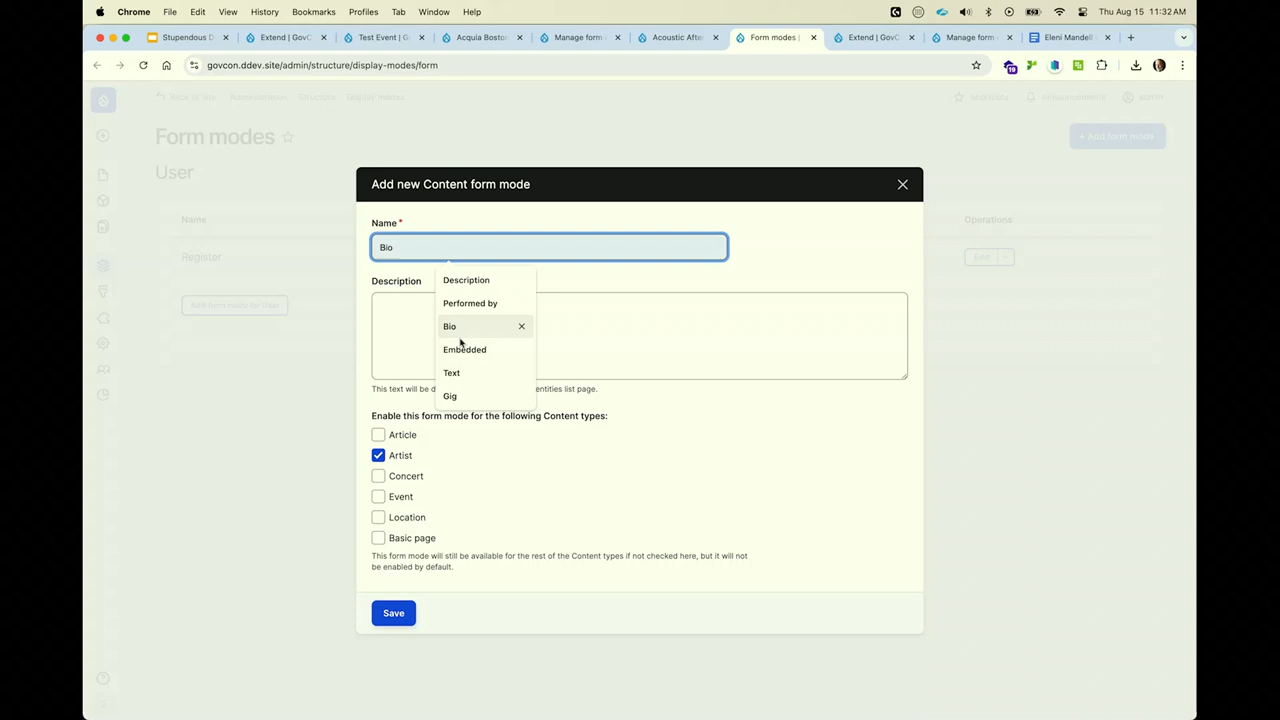 Chrome File Edit View History Bookmarks Profiles Tab Window Help Thu Aug 15 11:32 AM
Stupendous D Extend | GovC Test Event | G Acquia Boston Manage form Acoustic After Form modes | Extend | GovC Manage form Eleni Mandell
govcon.ddev.site/admin/structure/display-modes/form
19
Back to site Administration Structure Display modes Shortcuts Announcements admin
Form modes
+ Add form mode
User
Add new Content form mode
Name Operations
Name *
Bio
Register Edit
Description
Description
Performed by
Add form mode for User
Bio
Embedded
Text
This text will be d entities list page.
Gig
Enable this form mode for the following Content types:
Article
Artist
Concert
Event
Location
Basic page
This form mode will still be available for the rest of the Content types if not checked here, but it will not
be enabled by default.
Save